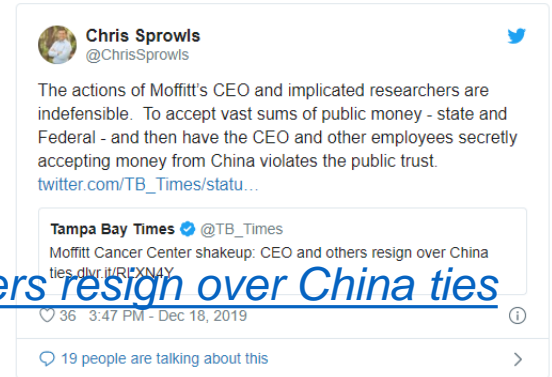 Chris Sprowls
@ChrisSprowls
The actions of Moffitt's CEO and implicated researchers are
indefensible.  To accept vast sums of public money - state and
Federal - and then have the CEO and other employees secretly
accepting money from China violates the public trust.
twitter.com/TB_Times/statu…
Tampa Bay Times @TB_Times
Moffitt Cancer Center shakeup: CEO and others resign over China
ties
ers resign over China ties
36 3:47 PM - Dec 18, 2019
19 people are talking about this